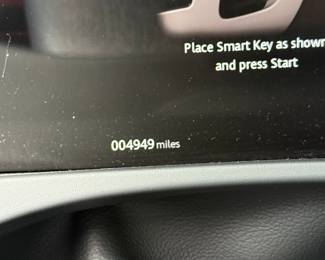 Place Smart Key as shown
and press Start
004949 miles